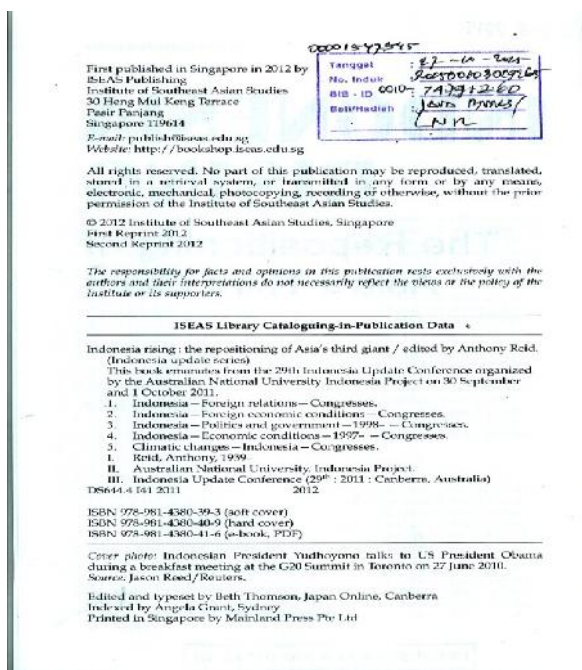 First published in Singapore in 2012 by
ISEAS Publishing
Institute of Southeast Asian Studies
30 Heng Mui Keng Terrace
Pasir Panjang
Singapore 119614
E-mail: publish@iseas.edu.sg
Website: http://bookshop.iseas.edu.sg
Tanggal :
No. Induk :
BIB - ID :
Beli/Hadiah :
All rights reserved. No part of this publication may be reproduced, translated,
stored in a retrieval system, or transmitted in any form or by any means,
electronic, mechanical, photocopying, recording or otherwise, without the prior
permission of the Institute of Southeast Asian Studies.
© 2012 Institute of Southeast Asian Studies, Singapore
First Reprint 2012
Second Reprint 2012
The responsibility for facts and opinions in this publication rests exclusively with the
authors and their interpretations do not necessarily reflect the views or the policy of the
Institute or its supporters.
ISEAS Library Cataloguing-in-Publication Data
Indonesia rising : the repositioning of Asia's third giant / edited by Anthony Reid.
(Indonesia update series)
This book emanates from the 29th Indonesia Update Conference organized
by the Australian National University Indonesia Project on 30 September
and 1 October 2011.
1. Indonesia—Foreign relations—Congresses.
2. Indonesia—Foreign economic conditions—Congresses.
3. Indonesia—Politics and government—1998– —Congresses.
4. Indonesia—Economic conditions—1997– —Congresses.
5. Climatic changes—Indonesia—Congresses.
I. Reid, Anthony, 1939–
II. Australian National University. Indonesia Project.
III. Indonesia Update Conference (29th : 2011 : Canberra, Australia)
DS644.4 I41 2011 2012
ISBN 978-981-4380-39-3 (soft cover)
ISBN 978-981-4380-40-9 (hard cover)
ISBN 978-981-4380-41-6 (e-book, PDF)
Cover photo: Indonesian President Yudhoyono talks to US President Obama
during a breakfast meeting at the G20 Summit in Toronto on 27 June 2010.
Source: Jason Reed/Reuters.
Edited and typeset by Beth Thomson, Japan Online, Canberra
Indexed by Angela Grant, Sydney
Printed in Singapore by Mainland Press Pte Ltd